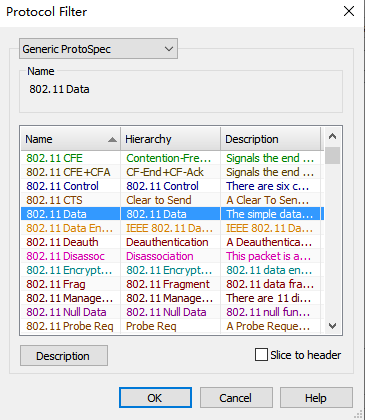 Protocol Filter
Generic ProtoSpec
Name
802.11 Data
Name Hierarchy Description
802.11 CFE Contention-Fre... Signals the end ...
802.11 CFE+CFA CF-End+CF-Ack Signals the end ...
802.11 Control 802.11 Control There are six c...
802.11 CTS Clear to Send A Clear To Sen...
802.11 Data 802.11 Data The simple data...
802.11 Data En... IEEE 802.11 Da... 802.11 data fra...
802.11 Deauth Deauthentication A Deauthentica...
802.11 Disassoc Disassociation This packet is a...
802.11 Encrypt... 802.11 Encrypte... 802.11 data en...
802.11 Frag 802.11 Fragment 802.11 data fra...
802.11 Manage... 802.11 Manage... There are 11 di...
802.11 Null Data 802.11 Null Data 802.11 null fun...
802.11 Probe Req 802.11 Probe R... A Probe Reque...
Description
Slice to header
OK
Cancel
Help